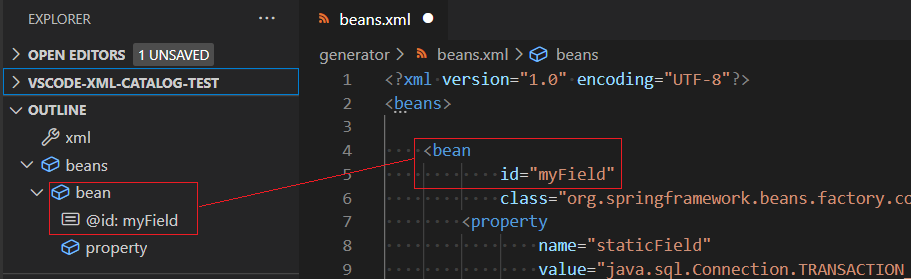 EXPLORER
···
OPEN EDITORS 1 UNSAVED
VSCODE-XML-CATALOG-TEST
OUTLINE
xml
beans
bean
@id: myField
property
beans.xml
generator > beans.xml > beans
1 <?xml·version="1.0"·encoding="UTF-8"?>
2 <beans>
3
4 <bean
5 id="myField"
6 class="org.springframework.beans.factory.co
7 <property
8 name="staticField"
9 value="java.sql.Connection.TRANSACTION_